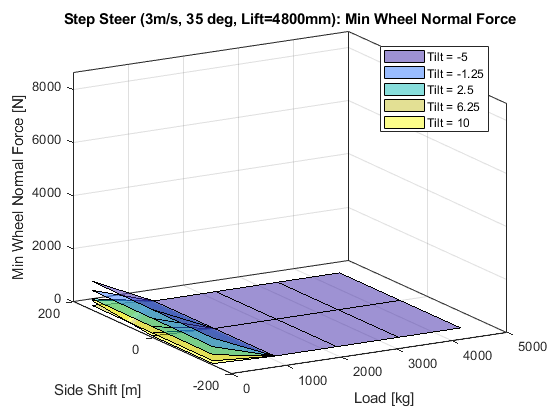 Step Steer (3m/s, 35 deg, Lift=4800mm): Min Wheel Normal Force
Tilt = -5
Tilt = -1.25
Tilt = 2.5
Tilt = 6.25
Tilt = 10
Min Wheel Normal Force [N]
8000
6000
4000
2000
0
200
0
-200
Side Shift [m]
0
1000
2000
3000
4000
5000
Load [kg]